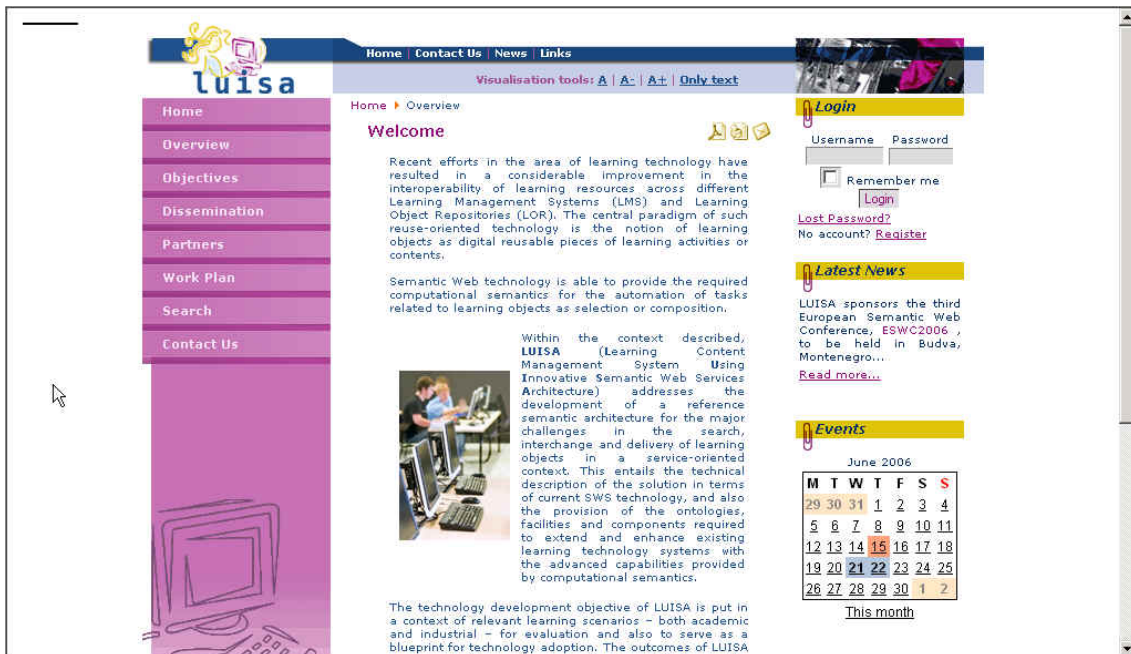 luisa
Home | Contact Us | News | Links
Visualisation tools: A | A- | A+ | Only text
Home
Overview
Objectives
Dissemination
Partners
Work Plan
Search
Contact Us
Home Overview
Welcome
Recent efforts in the area of learning technology have
resulted in a considerable improvement in the
interoperability of learning resources across different
Learning Management Systems (LMS) and Learning
Object Repositories (LOR). The central paradigm of such
reuse-oriented technology is the notion of learning
objects as digital reusable pieces of learning activities or
contents.
Semantic Web technology is able to provide the required
computational semantics for the automation of tasks
related to learning objects as selection or composition.
Within the context described,
LUISA (Learning Content
Management System Using
Innovative Semantic Web Services
Architecture) addresses the
development of a reference
semantic architecture for the major
challenges in the search,
interchange and delivery of learning
objects in a service-oriented
context. This entails the technical
description of the solution in terms
of current SWS technology, and also
the provision of the ontologies,
facilities and components required
to extend and enhance existing
learning technology systems with
the advanced capabilities provided
by computational semantics.
The technology development objective of LUISA is put in
a context of relevant learning scenarios – both academic
and industrial – for evaluation and also to serve as a
blueprint for technology adoption. The outcomes of LUISA
Login
Username Password
Remember me
Login
Lost Password?
No account? Register
Latest News
LUISA sponsors the third
European Semantic Web
Conference, ESWC2006 ,
to be held in Budva,
Montenegro...
Read more...
Events
June 2006
M T W T F S S
29 30 31 1 2 3 4
5 6 7 8 9 10 11
12 13 14 15 16 17 18
19 20 21 22 23 24 25
26 27 28 29 30 1 2
This month